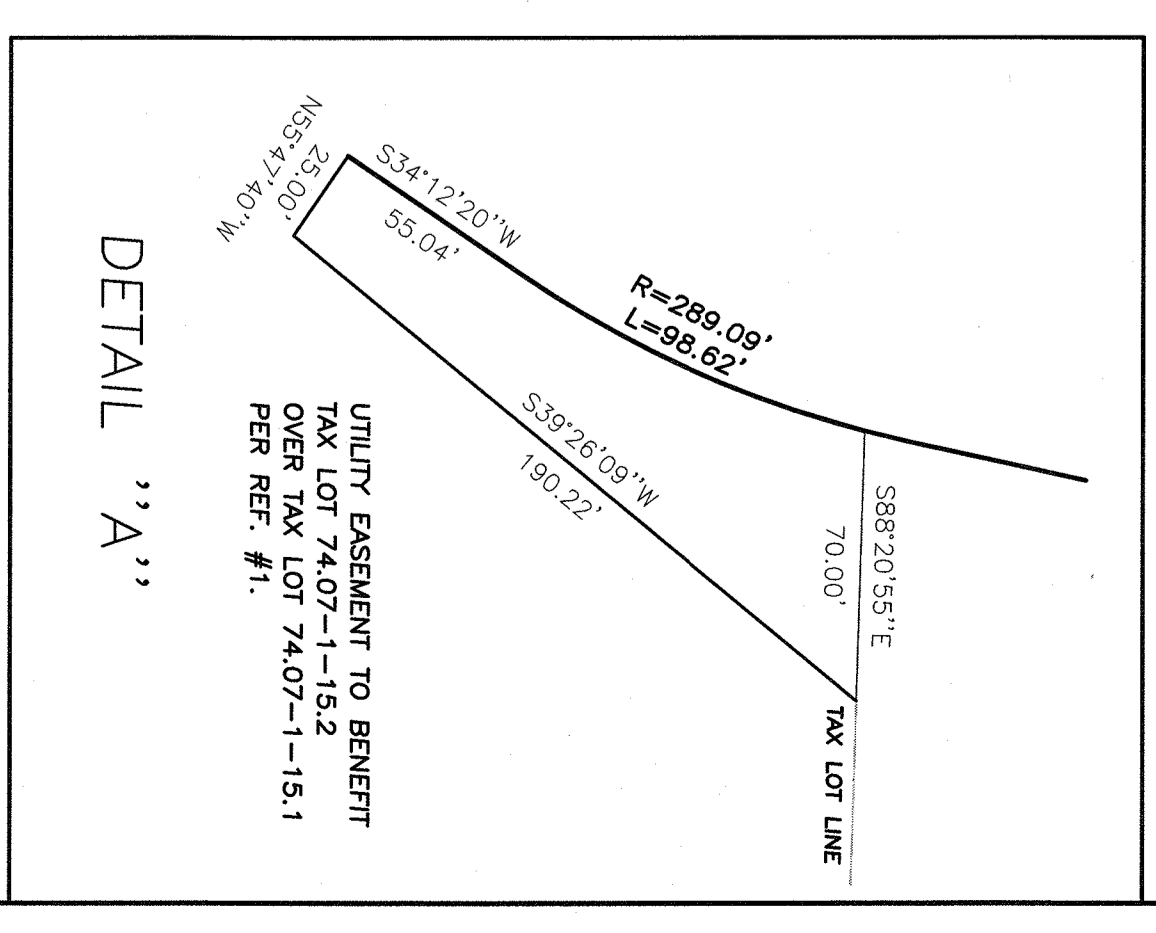 N55°47'40"W
25.00'
S34°12'20"W
55.04'
R=289.09'
L=98.62'
S39°26'09"W
190.22'
S88°20'55"E
70.00'
TAX LOT LINE
UTILITY EASEMENT TO BENEFIT
TAX LOT 74.07-1-15.2
OVER TAX LOT 74.07-1-15.1
PER REF. #1.
DETAIL "A"